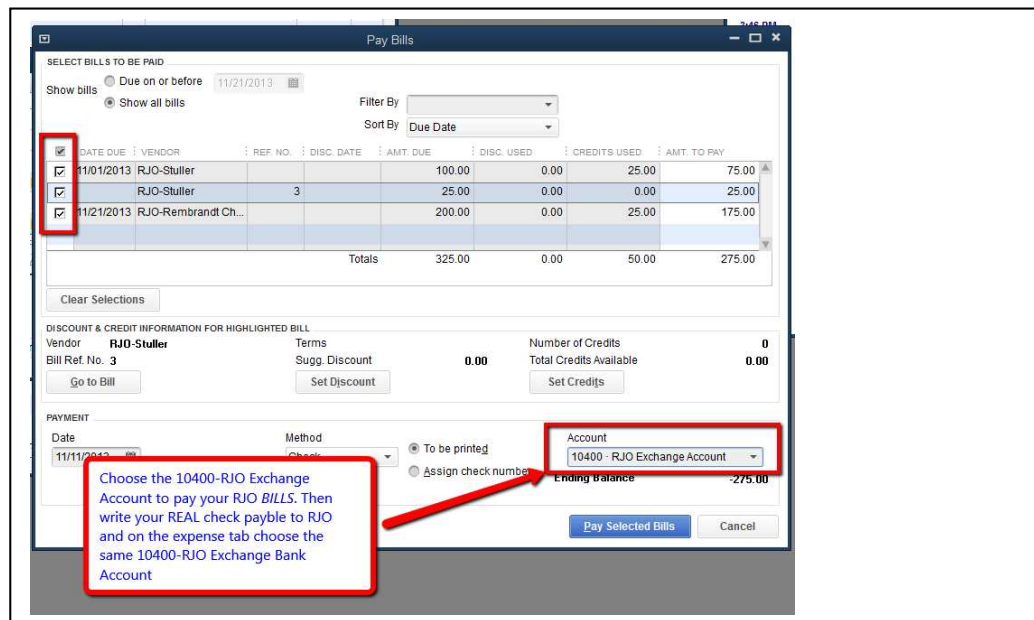 Pay Bills
SELECT BILLS TO BE PAID
Show bills
Due on or before 11/21/2013
Show all bills
Filter By
Sort By Due Date
DATE DUE VENDOR REF. NO. DISC. DATE AMT. DUE DISC. USED CREDITS USED AMT. TO PAY
11/01/2013 RJO-Stuller 100.00 0.00 25.00 75.00
RJO-Stuller 3 25.00 0.00 0.00 25.00
11/21/2013 RJO-Rembrandt Ch... 200.00 0.00 25.00 175.00
Totals 325.00 0.00 50.00 275.00
Clear Selections
DISCOUNT & CREDIT INFORMATION FOR HIGHLIGHTED BILL
Vendor RJO-Stuller Terms Number of Credits 0
Bill Ref. No. 3 Sugg. Discount 0.00 Total Credits Available 0.00
Go to Bill Set Discount Set Credits
PAYMENT
Date Method Account
11/11/2013 Check To be printed 10400 · RJO Exchange Account
Assign check number Ending Balance -275.00
Choose the 10400-RJO Exchange
Account to pay your RJO BILLS. Then
write your REAL check payble to RJO
and on the expense tab choose the
same 10400-RJO Exchange Bank
Account
Pay Selected Bills Cancel